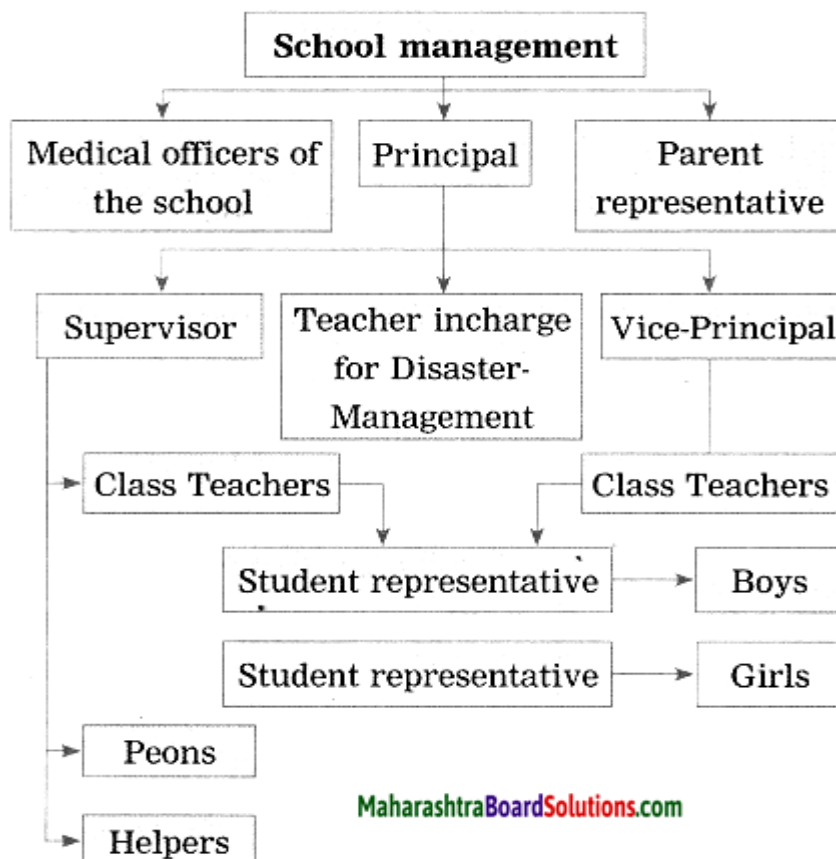 School management
Medical officers of
the school
Principal
Parent
representative
Supervisor
Teacher incharge
for Disaster-
Management
Vice-Principal
Class Teachers
Class Teachers
Student representative
Boys
Student representative
Girls
Peons
MaharashtraBoardSolutions.com
Helpers